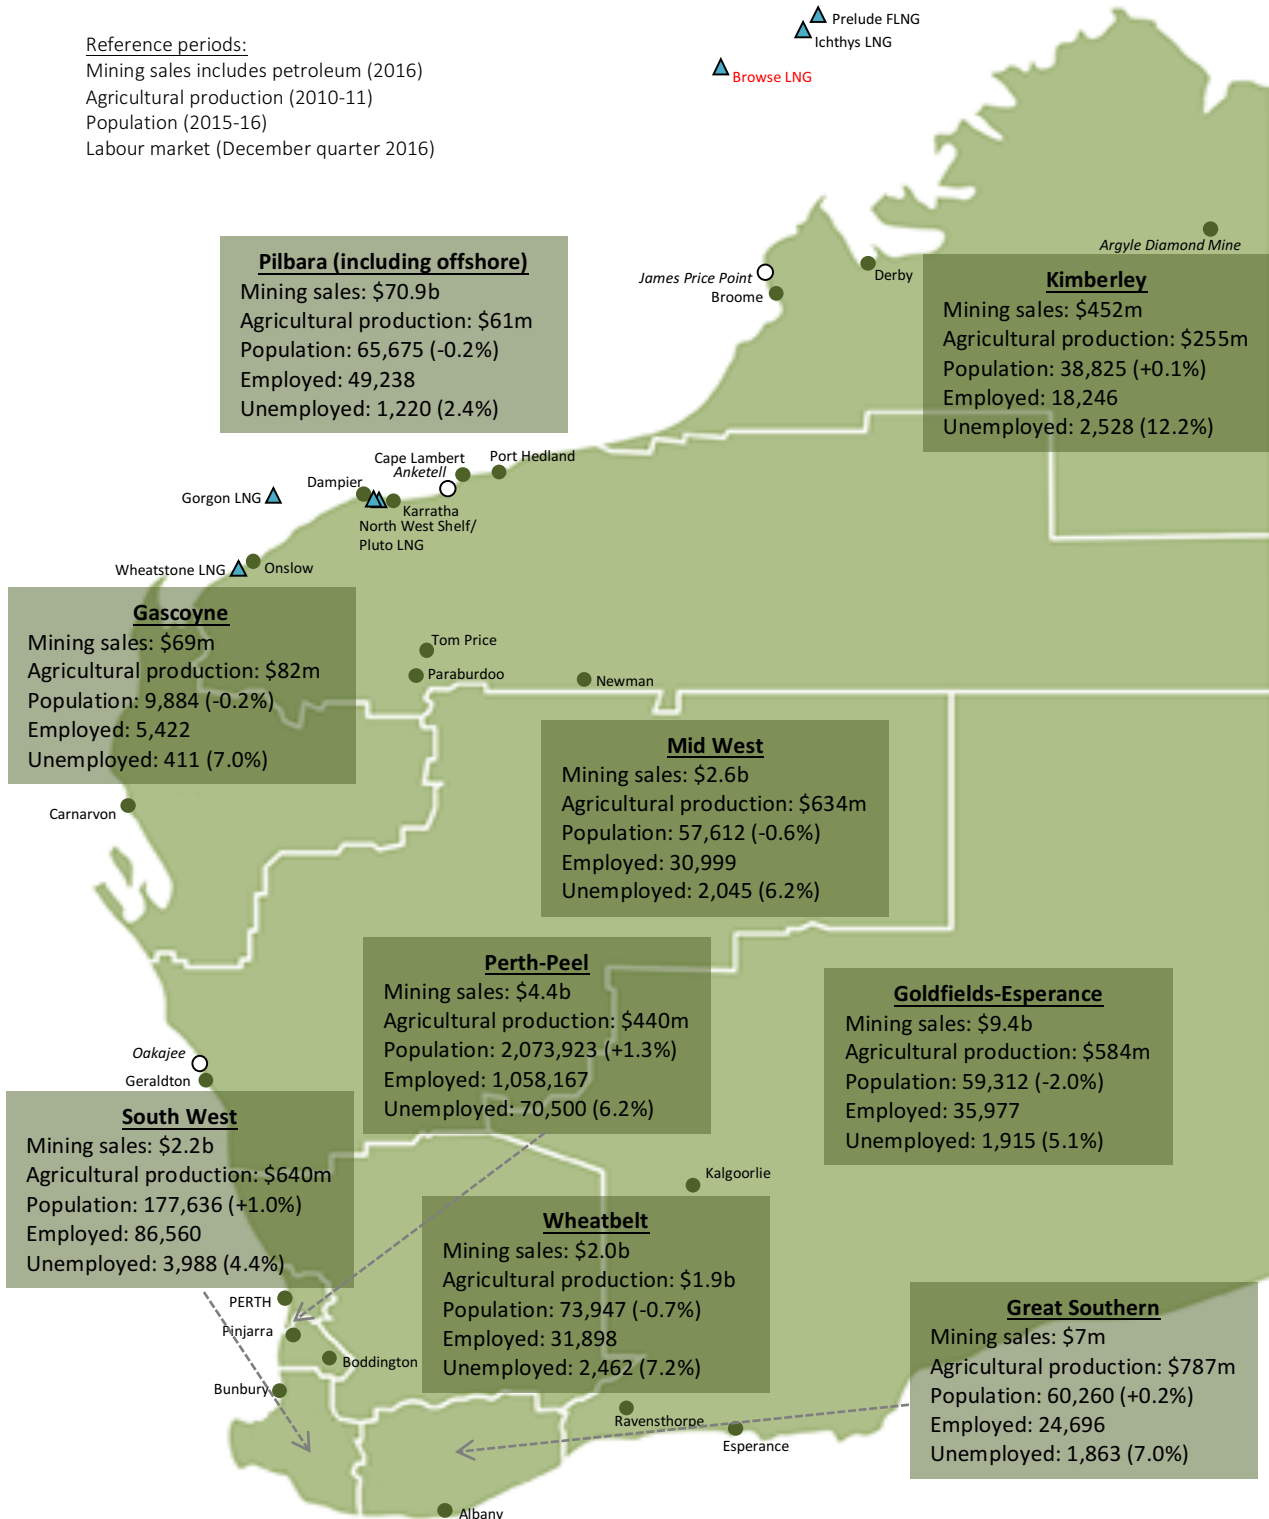 Prelude FLNG
Ichthys LNG
Browse LNG
Reference periods:
Mining sales includes petroleum (2016)
Agricultural production (2010-11)
Population (2015-16)
Labour market (December quarter 2016)
Argyle Diamond Mine
James Price Point
Broome
Derby
Pilbara (including offshore)
Mining sales: $70.9b
Agricultural production: $61m
Population: 65,675 (-0.2%)
Employed: 49,238
Unemployed: 1,220 (2.4%)
Kimberley
Mining sales: $452m
Agricultural production: $255m
Population: 38,825 (+0.1%)
Employed: 18,246
Unemployed: 2,528 (12.2%)
Cape Lambert
Port Hedland
Anketell
Dampier
Gorgon LNG
Karratha
North West Shelf/
Pluto LNG
Wheatstone LNG
Onslow
Gascoyne
Mining sales: $69m
Agricultural production: $82m
Population: 9,884 (-0.2%)
Employed: 5,422
Unemployed: 411 (7.0%)
Tom Price
Paraburdoo
Newman
Carnarvon
Mid West
Mining sales: $2.6b
Agricultural production: $634m
Population: 57,612 (-0.6%)
Employed: 30,999
Unemployed: 2,045 (6.2%)
Perth-Peel
Mining sales: $4.4b
Agricultural production: $440m
Population: 2,073,923 (+1.3%)
Employed: 1,058,167
Unemployed: 70,500 (6.2%)
Goldfields-Esperance
Mining sales: $9.4b
Agricultural production: $584m
Population: 59,312 (-2.0%)
Employed: 35,977
Unemployed: 1,915 (5.1%)
Oakajee
Geraldton
South West
Mining sales: $2.2b
Agricultural production: $640m
Population: 177,636 (+1.0%)
Employed: 86,560
Unemployed: 3,988 (4.4%)
Kalgoorlie
Wheatbelt
Mining sales: $2.0b
Agricultural production: $1.9b
Population: 73,947 (-0.7%)
Employed: 31,898
Unemployed: 2,462 (7.2%)
PERTH
Pinjarra
Boddington
Bunbury
Great Southern
Mining sales: $7m
Agricultural production: $787m
Population: 60,260 (+0.2%)
Employed: 24,696
Unemployed: 1,863 (7.0%)
Ravensthorpe
Esperance
Albany